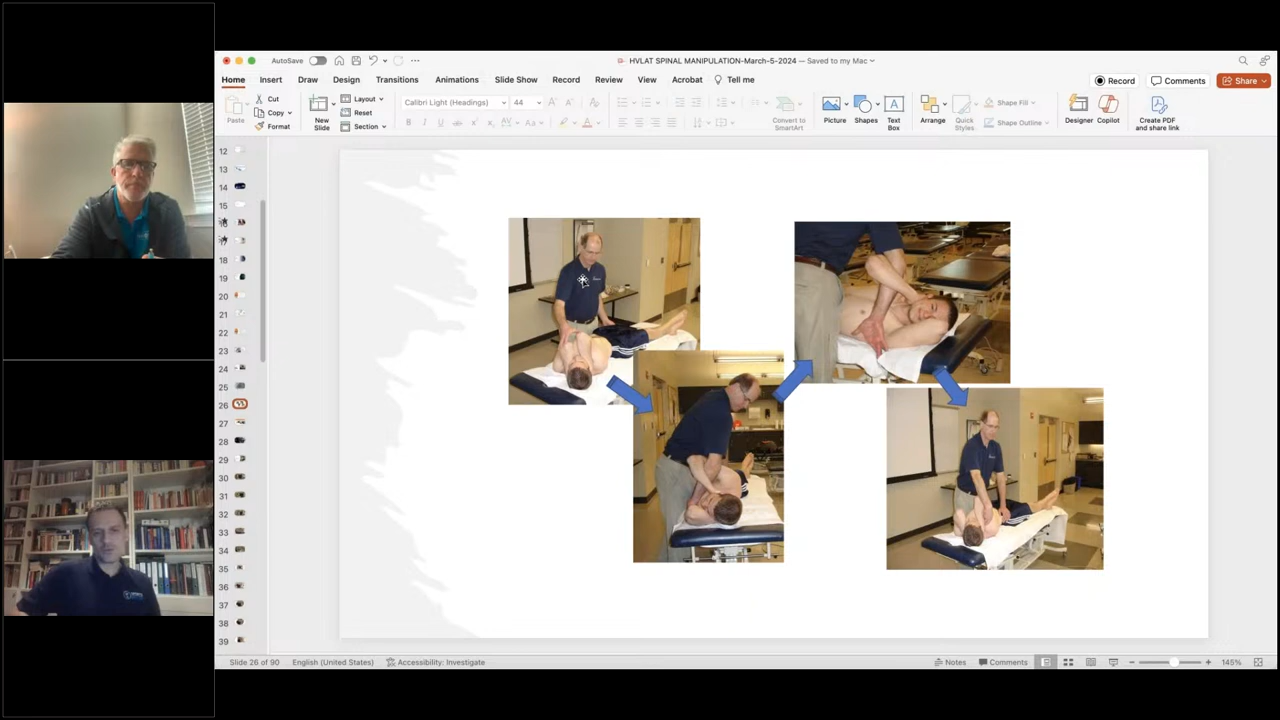 AutoSave
HVLAT SPINAL MANIPULATION-March-5-2024 — Saved to my Mac
Home Insert Draw Design Transitions Animations Slide Show Record Review View Acrobat Tell me
Record Comments Share
Paste
Cut
Copy
Format
New Slide
Layout
Reset
Section
Calibri Light (Headings) 44
Convert to SmartArt
Picture Shapes Text Box
Arrange Quick Styles
Shape Fill
Shape Outline
Designer Copilot
Create PDF and share link
12
13
14
15
16
17
18
19
20
21
22
23
24
25
26
27
28
29
30
31
32
33
34
35
36
37
38
39
Slide 26 of 90 English (United States) Accessibility: Investigate
Notes Comments 145%